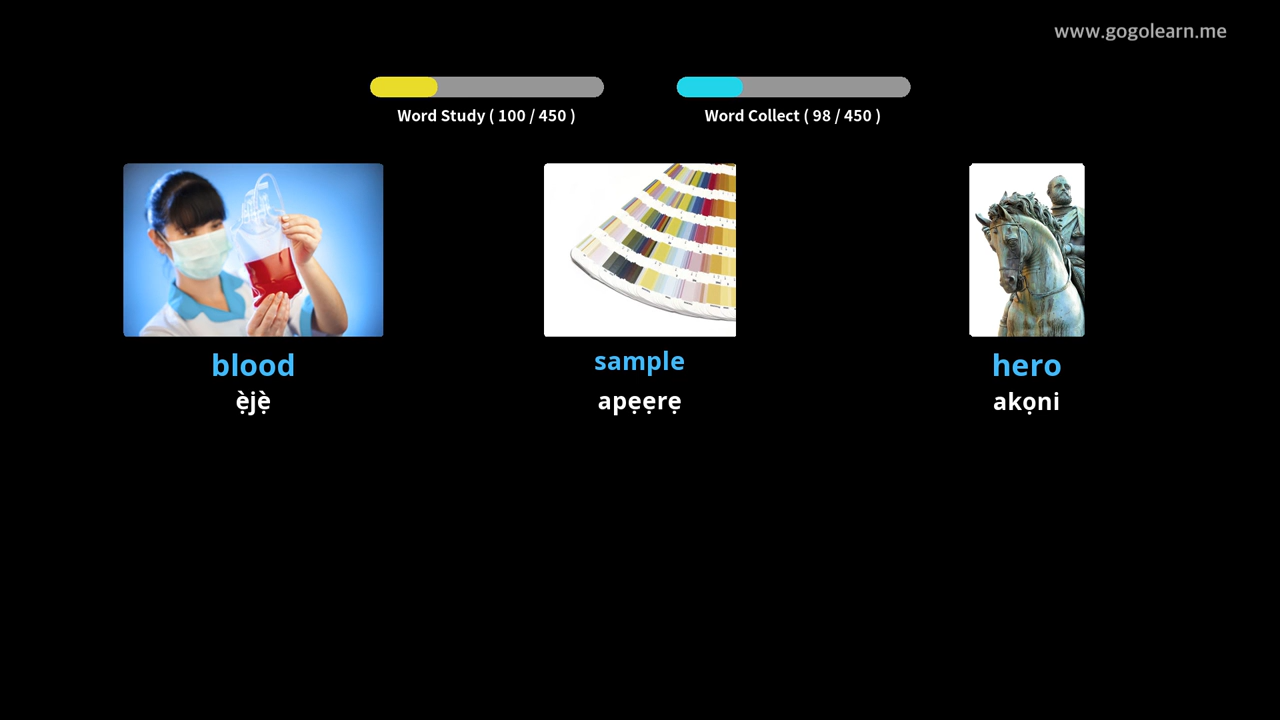 www.gogolearn.me
Word Study ( 100 / 450 )
Word Collect ( 98 / 450 )
blood
sample
hero
ẹ̀jẹ̀
apẹẹrẹ
akọni